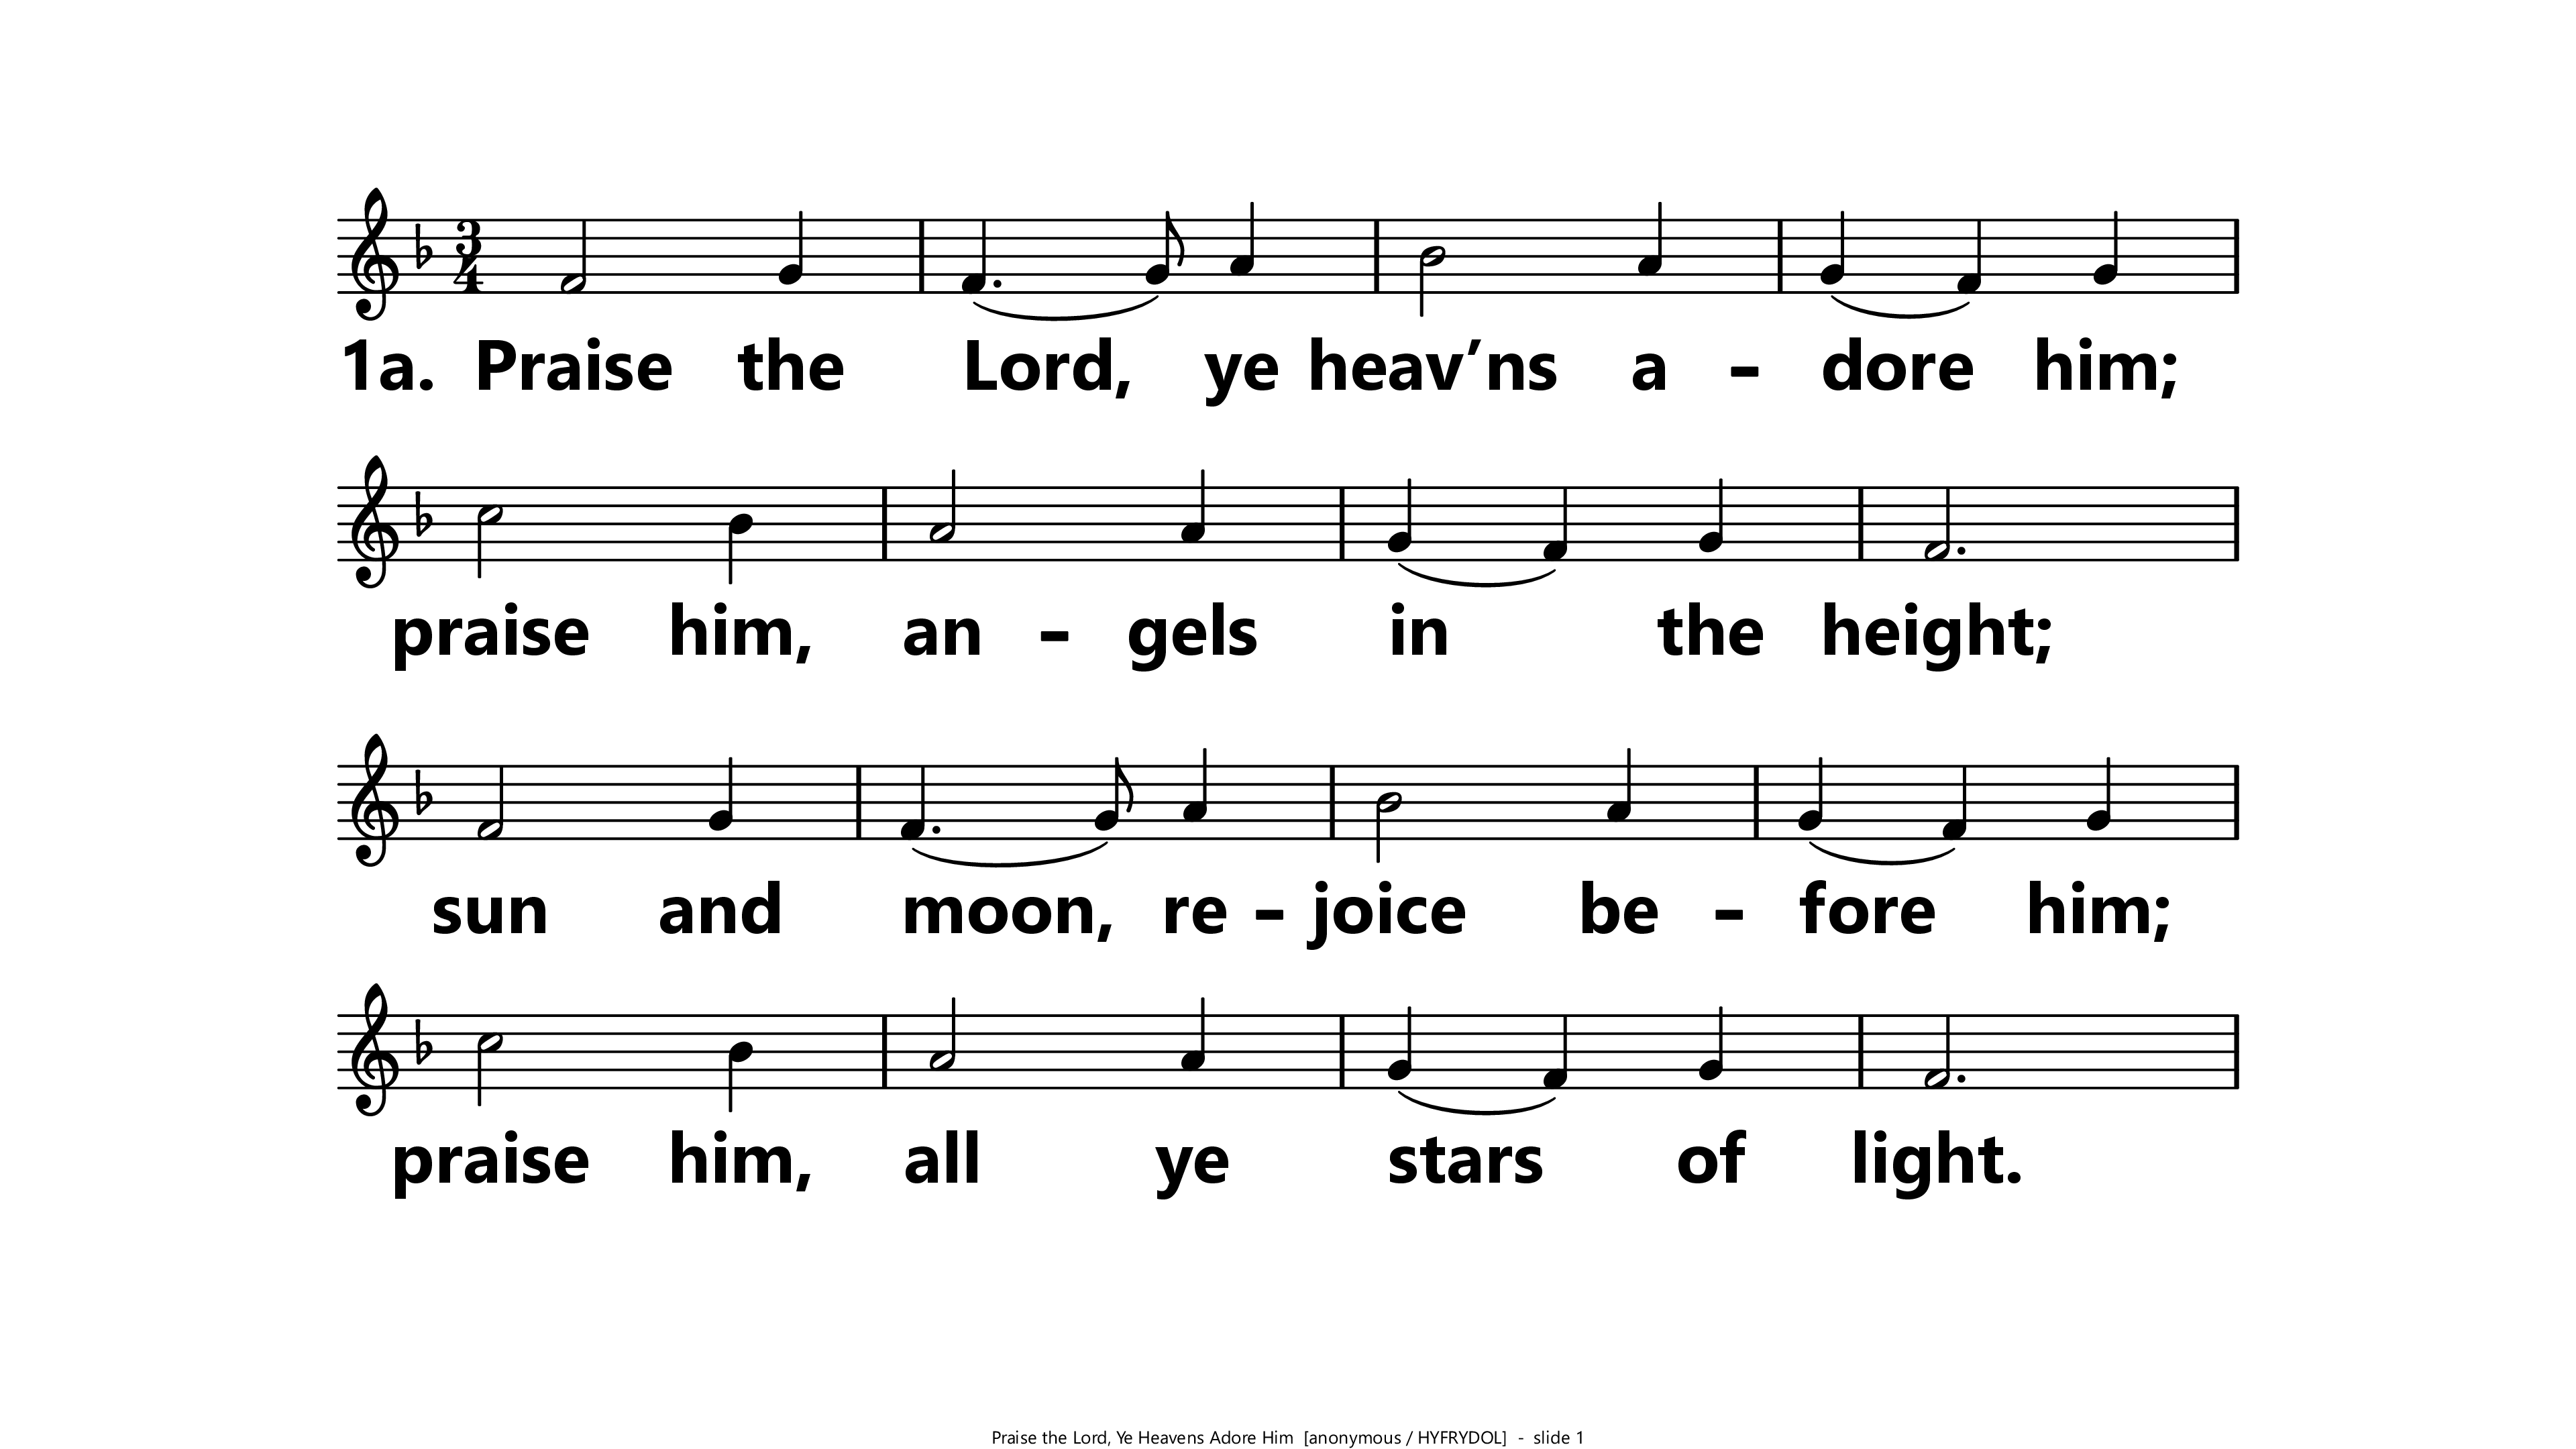 1a. Praise the Lord, ye heav’ns a - dore him;
praise him, an - gels in the height;
sun and moon, re - joice be - fore him;
praise him, all ye stars of light.
Praise the Lord, Ye Heavens Adore Him [anonymous / HYFRYDOL] - slide 1